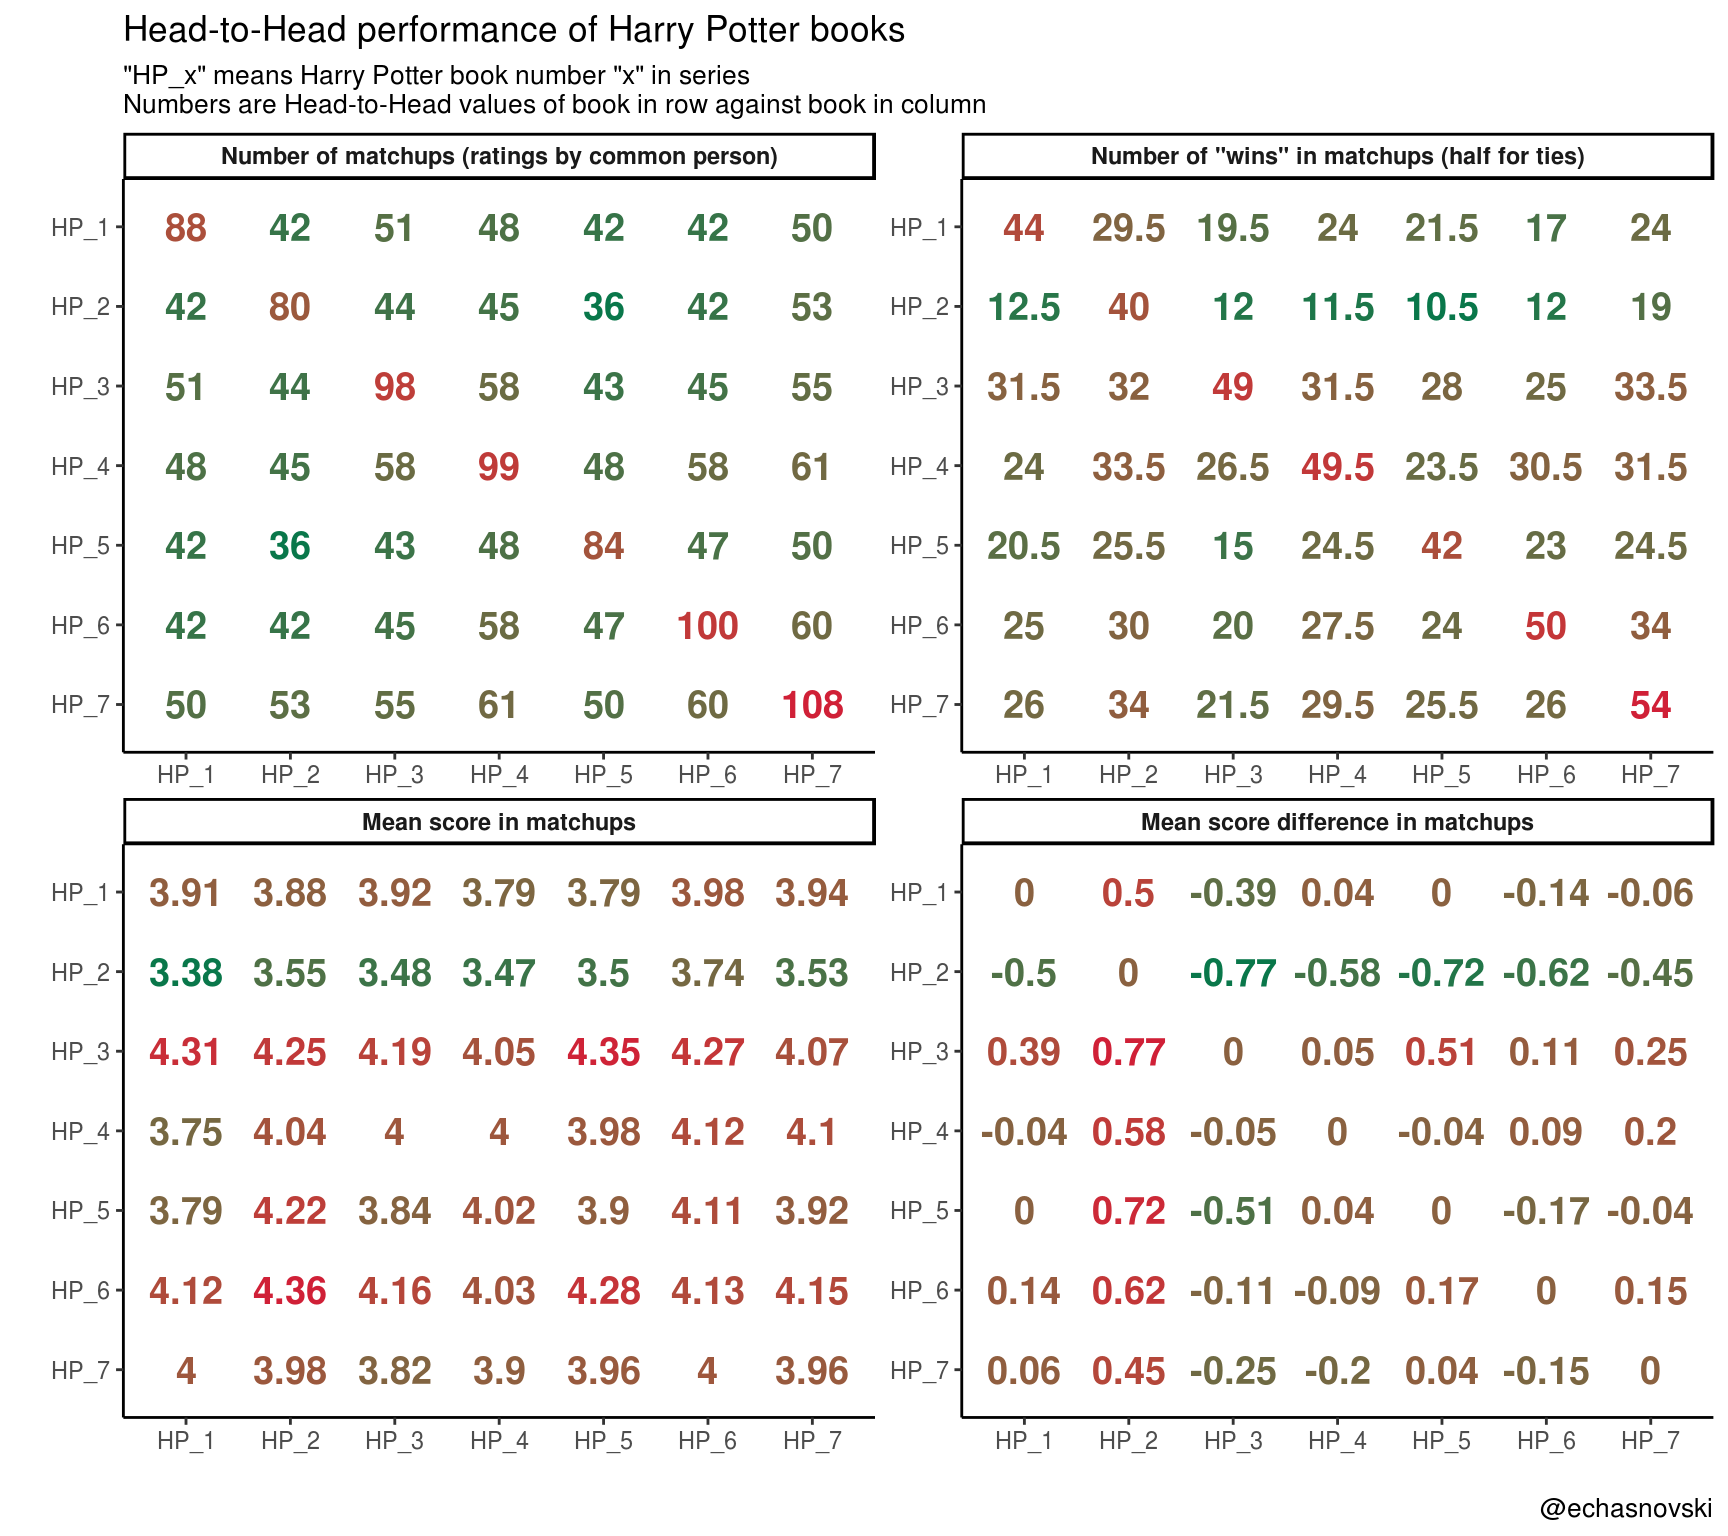 Head-to-Head performance of Harry Potter books
"HP_x" means Harry Potter book number "x" in series
Numbers are Head-to-Head values of book in row against book in column
Number of matchups (ratings by common person)
HP_1 88 42 51 48 42 42 50
HP_2 42 80 44 45 36 42 53
HP_3 51 44 98 58 43 45 55
HP_4 48 45 58 99 48 58 61
HP_5 42 36 43 48 84 47 50
HP_6 42 42 45 58 47 100 60
HP_7 50 53 55 61 50 60 108
HP_1 HP_2 HP_3 HP_4 HP_5 HP_6 HP_7
Number of "wins" in matchups (half for ties)
HP_1 44 29.5 19.5 24 21.5 17 24
HP_2 12.5 40 12 11.5 10.5 12 19
HP_3 31.5 32 49 31.5 28 25 33.5
HP_4 24 33.5 26.5 49.5 23.5 30.5 31.5
HP_5 20.5 25.5 15 24.5 42 23 24.5
HP_6 25 30 20 27.5 24 50 34
HP_7 26 34 21.5 29.5 25.5 26 54
HP_1 HP_2 HP_3 HP_4 HP_5 HP_6 HP_7
Mean score in matchups
HP_1 3.91 3.88 3.92 3.79 3.79 3.98 3.94
HP_2 3.38 3.55 3.48 3.47 3.5 3.74 3.53
HP_3 4.31 4.25 4.19 4.05 4.35 4.27 4.07
HP_4 3.75 4.04 4 4 3.98 4.12 4.1
HP_5 3.79 4.22 3.84 4.02 3.9 4.11 3.92
HP_6 4.12 4.36 4.16 4.03 4.28 4.13 4.15
HP_7 4 3.98 3.82 3.9 3.96 4 3.96
HP_1 HP_2 HP_3 HP_4 HP_5 HP_6 HP_7
Mean score difference in matchups
HP_1 0 0.5 -0.39 0.04 0 -0.14 -0.06
HP_2 -0.5 0 -0.77 -0.58 -0.72 -0.62 -0.45
HP_3 0.39 0.77 0 0.05 0.51 0.11 0.25
HP_4 -0.04 0.58 -0.05 0 -0.04 0.09 0.2
HP_5 0 0.72 -0.51 0.04 0 -0.17 -0.04
HP_6 0.14 0.62 -0.11 -0.09 0.17 0 0.15
HP_7 0.06 0.45 -0.25 -0.2 0.04 -0.15 0
HP_1 HP_2 HP_3 HP_4 HP_5 HP_6 HP_7
@echasnovski